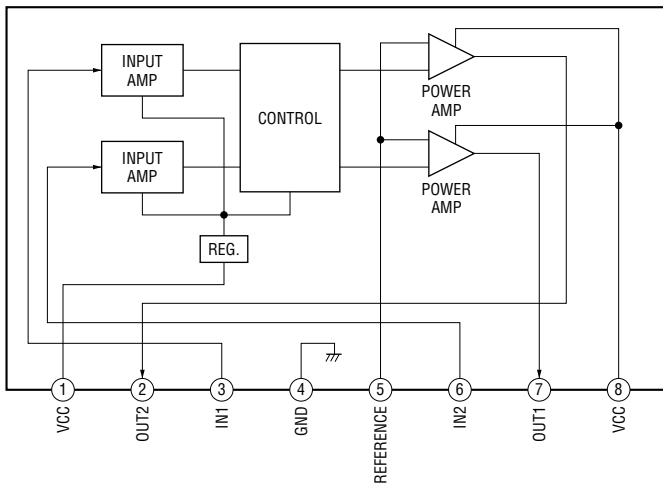 INPUT
AMP
CONTROL
POWER
AMP
INPUT
AMP
POWER
AMP
REG.
1
2
3
4
5
6
7
8
VCC
OUT2
IN1
GND
REFERENCE
IN2
OUT1
VCC